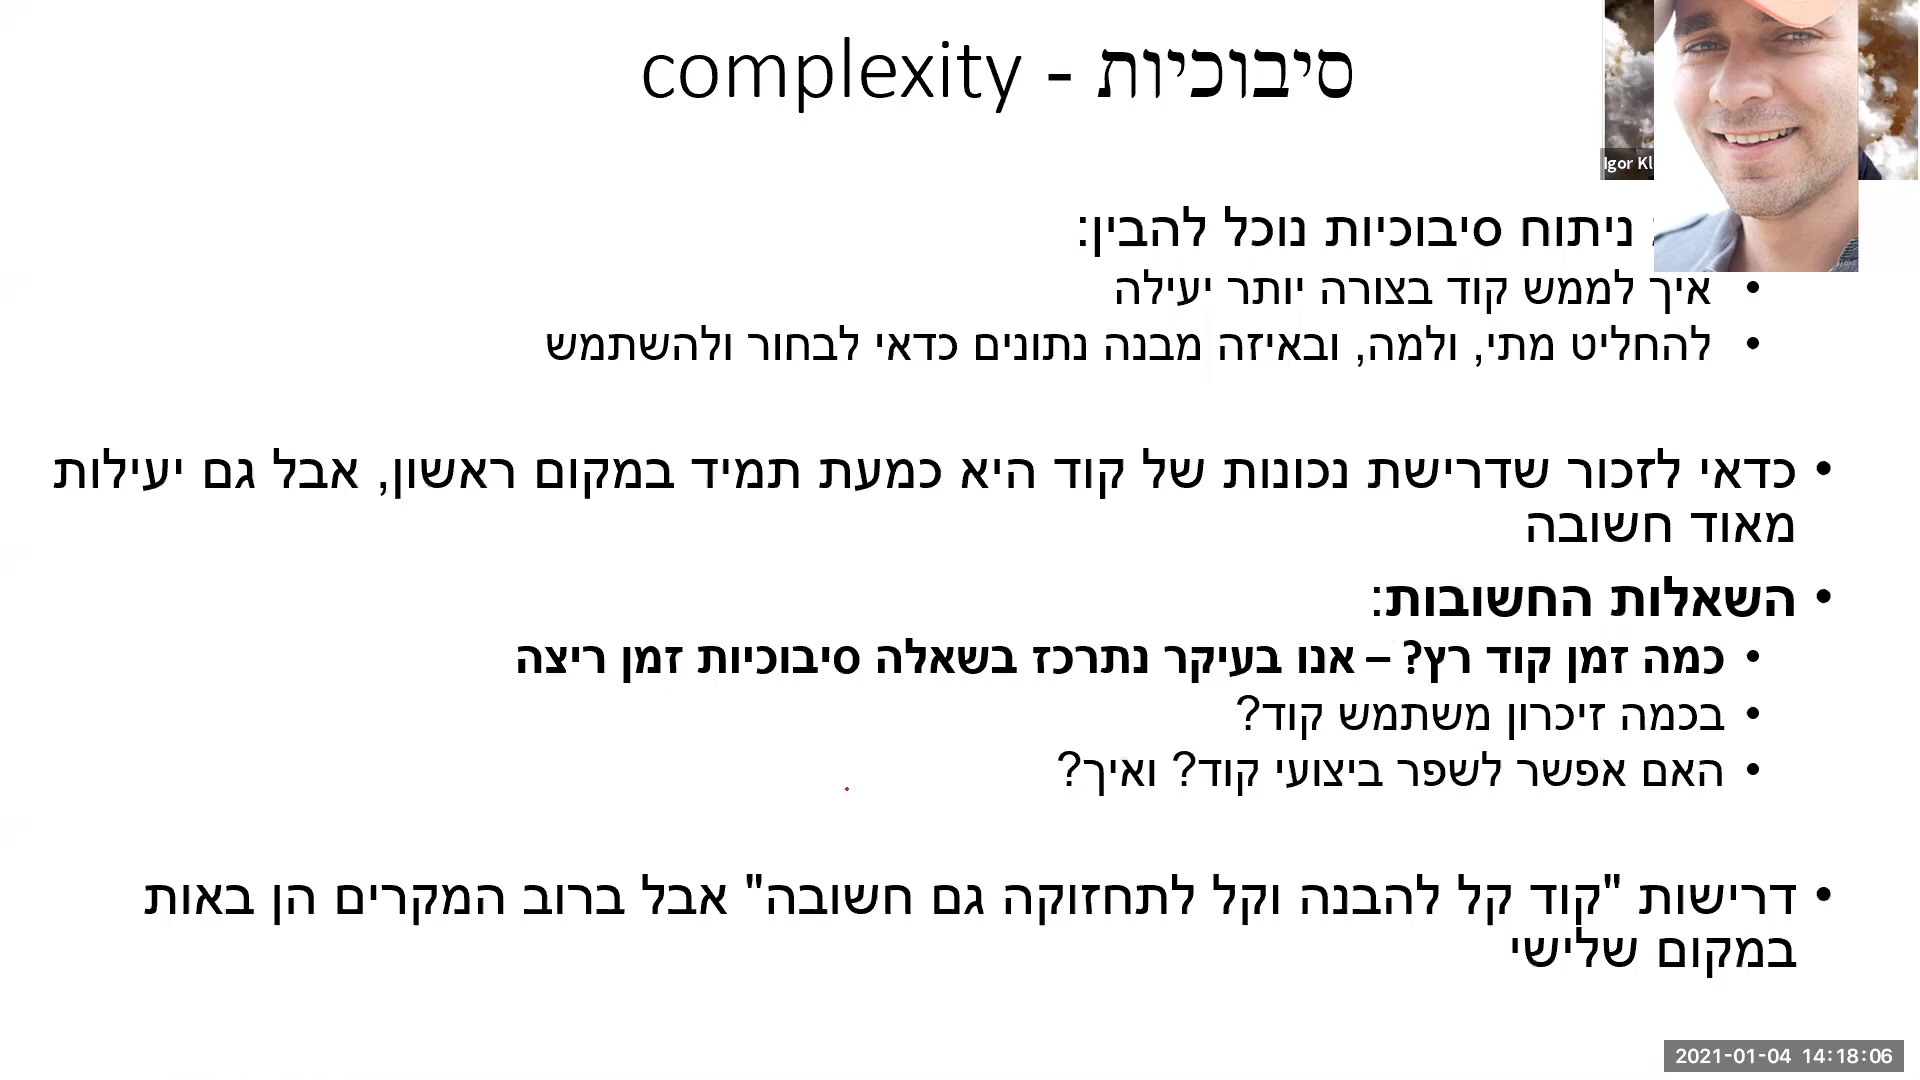 סיבוכיות - complexity
Igor Kl
ניתוח סיבוכיות נוכל להבין:
• איך לממש קוד בצורה יותר יעילה
• להחליט מתי, ולמה, ובאיזה מבנה נתונים כדאי לבחור ולהשתמש
• כדאי לזכור שדרישת נכונות של קוד היא כמעת תמיד במקום ראשון, אבל גם יעילות
מאוד חשובה
• השאלות החשובות:
• כמה זמן קוד רץ? – אנו בעיקר נתרכז בשאלה סיבוכיות זמן ריצה
• בכמה זיכרון משתמש קוד?
• האם אפשר לשפר ביצועי קוד? ואיך?
• דרישות "קוד קל להבנה וקל לתחזוקה גם חשובה" אבל ברוב המקרים הן באות
במקום שלישי
2021-01-04 14:18:06